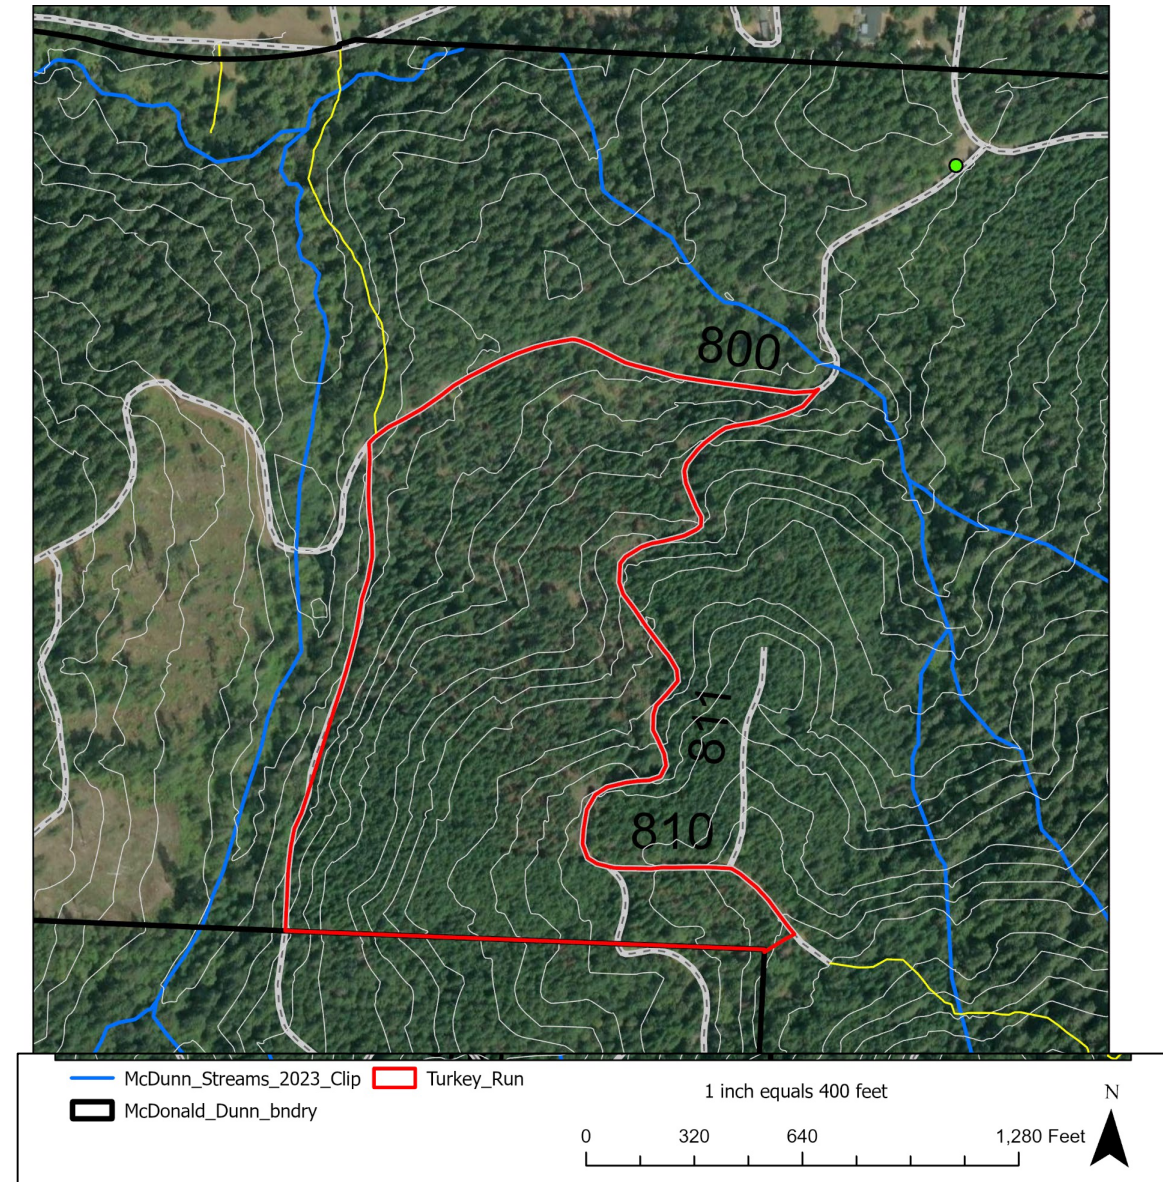 800
811
810
McDunn_Streams_2023_Clip
Turkey_Run
1 inch equals 400 feet
McDonald_Dunn_bndry
N
0 320 640 1,280 Feet